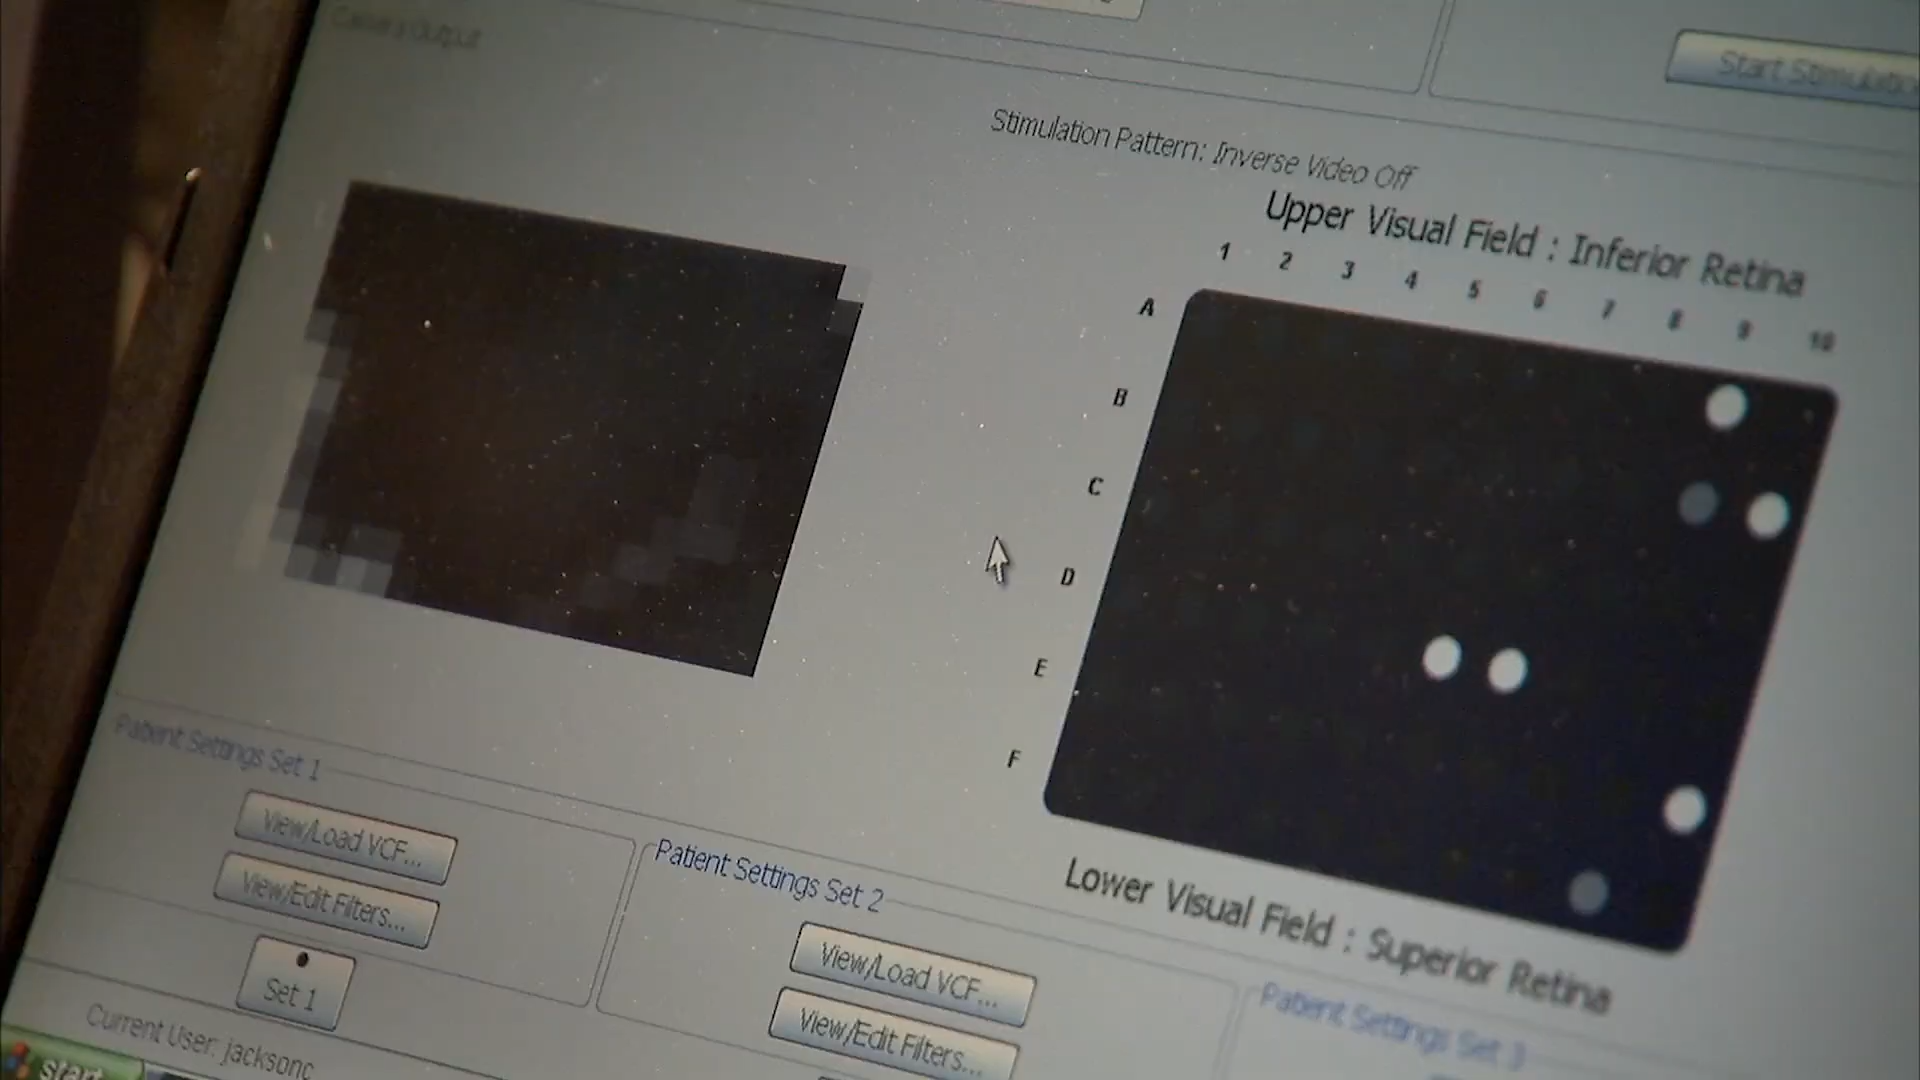 Camera Output
Start Stimulation
Stimulation Pattern: Inverse Video Off
Upper Visual Field : Inferior Retina
1 2 3 4 5 6 7 8 9 10
A
B
C
D
E
F
Lower Visual Field : Superior Retina
Patient Settings Set 1
View/Load VCF...
View/Edit Filters...
Set 1
Patient Settings Set 2
View/Load VCF...
View/Edit Filters...
Patient Settings Set 3
Current User: jacksonc
start